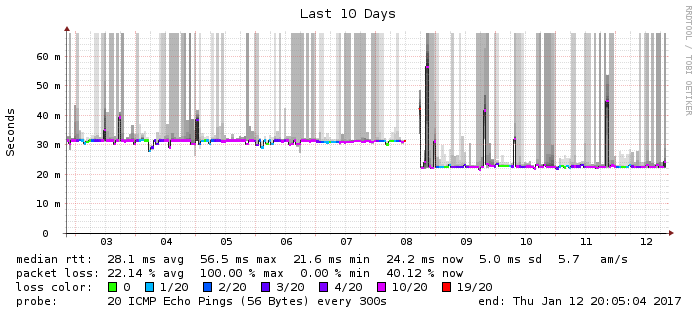 Last 10 Days
RRDTOOL / TOBI OETIKER
Seconds
60 m
50 m
40 m
30 m
20 m
10 m
0
03 04 05 06 07 08 09 10 11 12
median rtt: 28.1 ms avg 56.5 ms max 21.6 ms min 24.2 ms now 5.0 ms sd 5.7 am/s
packet loss: 22.14 % avg 100.00 % max 0.00 % min 40.12 % now
loss color: 0 1/20 2/20 3/20 4/20 10/20 19/20
probe: 20 ICMP Echo Pings (56 Bytes) every 300s end: Thu Jan 12 20:05:04 2017